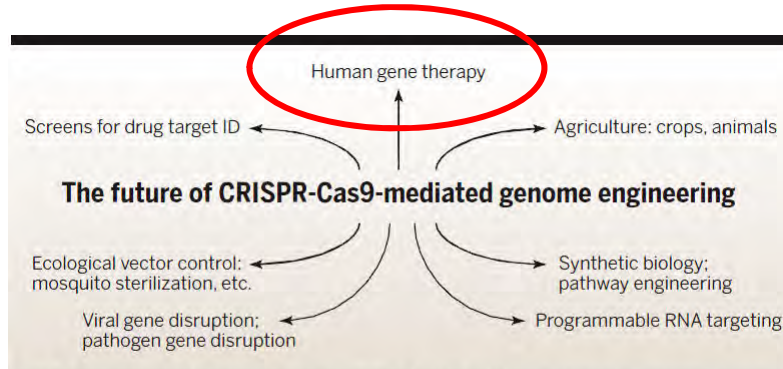 Human gene therapy
Screens for drug target ID
Agriculture: crops, animals
The future of CRISPR-Cas9-mediated genome engineering
Ecological vector control:
mosquito sterilization, etc.
Synthetic biology;
pathway engineering
Viral gene disruption;
pathogen gene disruption
Programmable RNA targeting